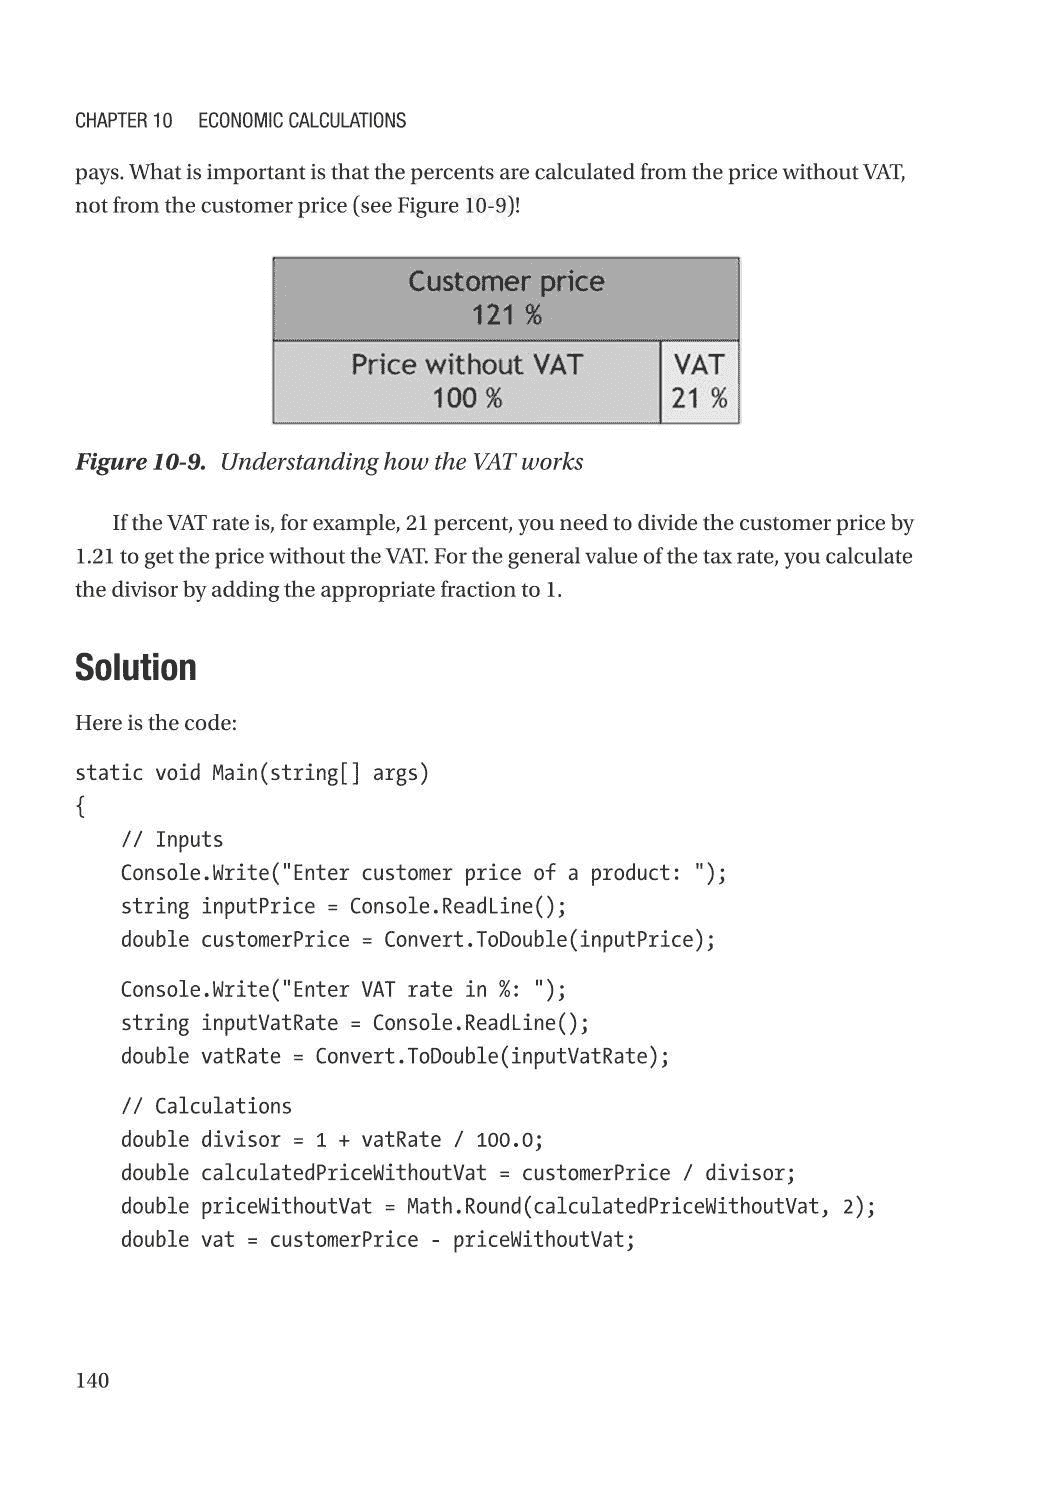 CHAPTER 10 ECONOMIC CALCULATIONS
pays. What is important is that the percents are calculated from the price without VAT,
not from the customer price (see Figure 10-9)!
Customer price
121 %
Price without VAT
100 %
VAT
21 %
Figure 10-9. Understanding how the VAT works
If the VAT rate is, for example, 21 percent, you need to divide the customer price by
1.21 to get the price without the VAT. For the general value of the tax rate, you calculate
the divisor by adding the appropriate fraction to 1.
Solution
Here is the code:
static void Main(string[] args)
{
// Inputs
Console.Write("Enter customer price of a product: ");
string inputPrice = Console.ReadLine();
double customerPrice = Convert.ToDouble(inputPrice);
Console.Write("Enter VAT rate in %: ");
string inputVatRate = Console.ReadLine();
double vatRate = Convert.ToDouble(inputVatRate);
// Calculations
double divisor = 1 + vatRate / 100.0;
double calculatedPriceWithoutVat = customerPrice / divisor;
double priceWithoutVat = Math.Round(calculatedPriceWithoutVat, 2);
double vat = customerPrice - priceWithoutVat;
140